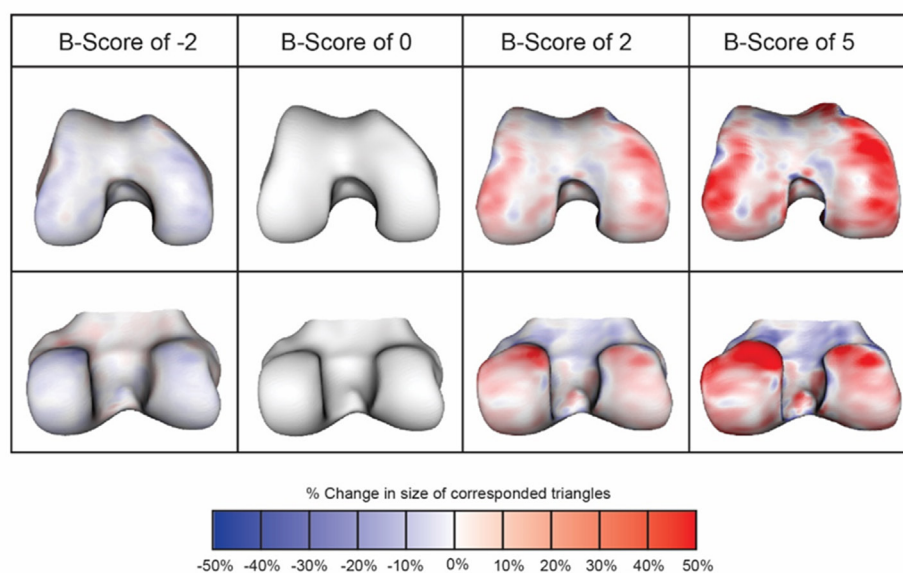 B-Score of -2
B-Score of 0
B-Score of 2
B-Score of 5
% Change in size of corresponded triangles
-50% -40% -30% -20% -10% 0% 10% 20% 30% 40% 50%